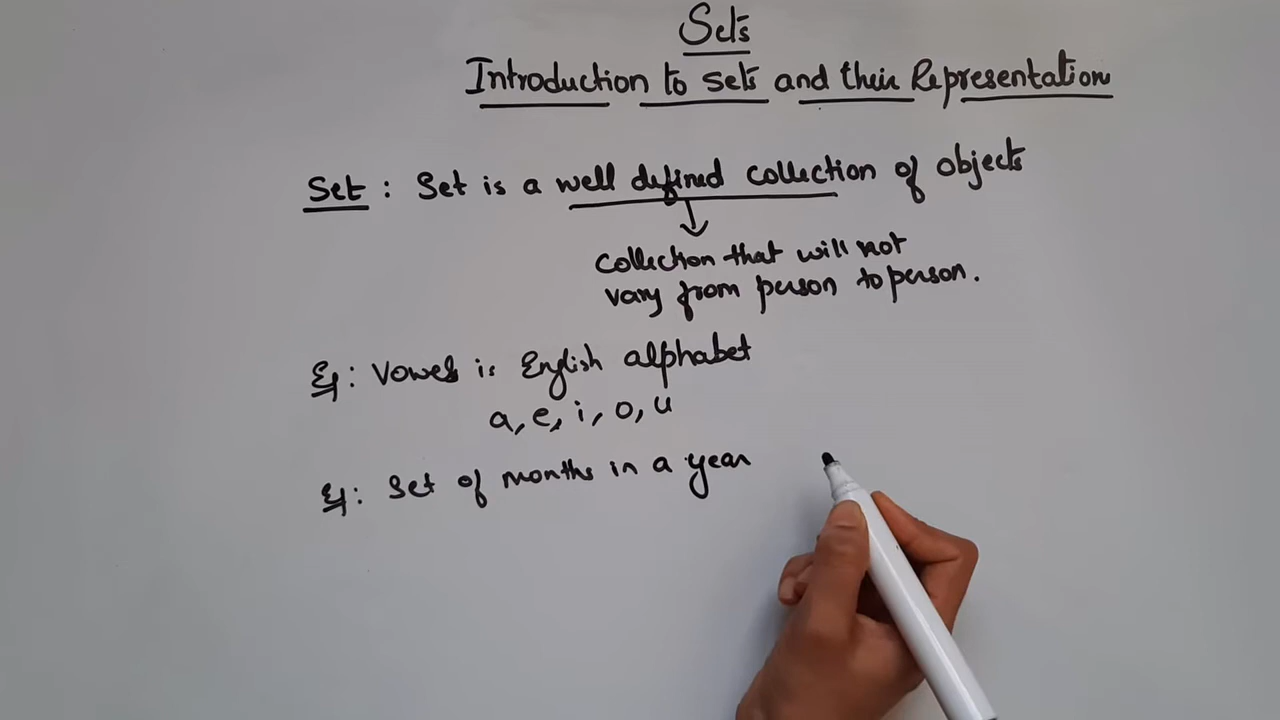 Sets
Introduction to sets and their Representation
Set : Set is a well defined collection of objects
Collection that will not
vary from person to person.
Eg: Vowels is English alphabet
a, e, i, o, u
Eg: Set of months in a year